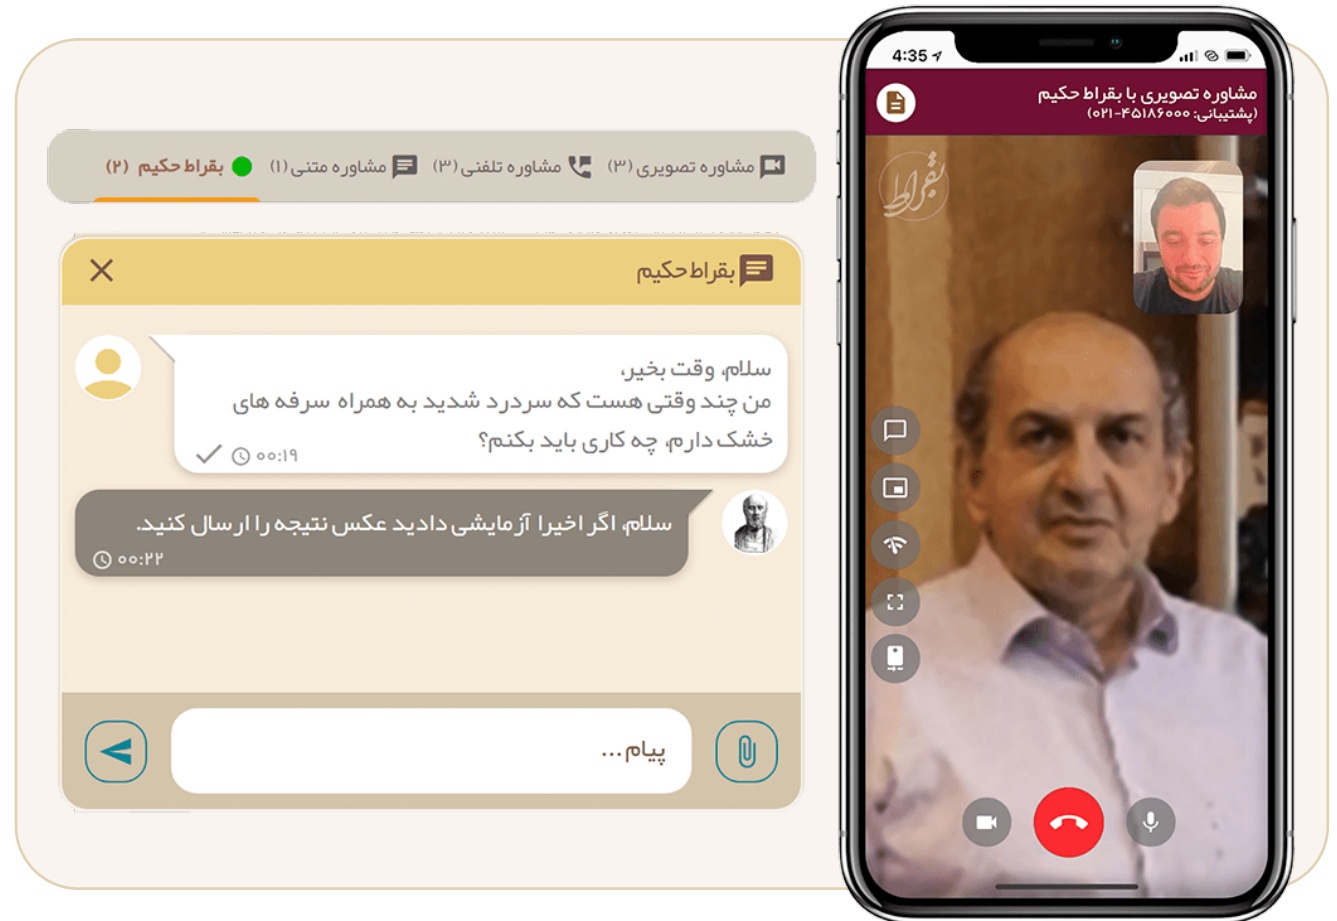 مشاوره تصویری (۳) مشاوره تلفنی (۳) مشاوره متنی (۱) بقراط حکیم (۲)
بقراط حکیم
سلام، وقت بخیر،
من چند وقتی هست که سردرد شدید به همراه سرفه های
خشک دارم، چه کاری باید بکنم؟
۰۰:۱۹
سلام، اگر اخیرا آزمایشی دادید عکس نتیجه را ارسال کنید.
۰۰:۲۲
پیام...
4:35
مشاوره تصویری با بقراط حکیم
(پشتیبانی: ۴۵۱۸۶۰۰۰-۰۲۱)
بقراط